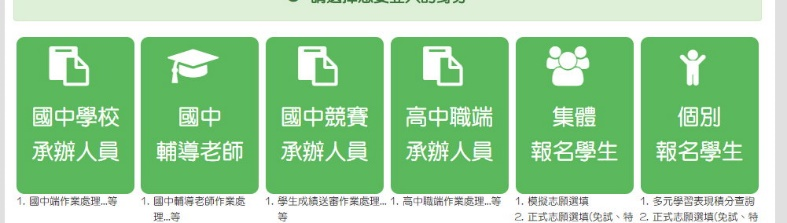 國中學校
承辦人員
國中
輔導老師
國中競賽
承辦人員
高中職端
承辦人員
集體
報名學生
個別
報名學生
1. 國中端作業處理...等
1. 國中輔導老師作業處
理...等
1. 學生成績送審作業處理...
等
1. 高中職端作業處理...等
1. 模擬志願選填
2. 正式志願選填(免試、特
1. 多元學習表現積分查詢
2. 正式志願選填(免試、特